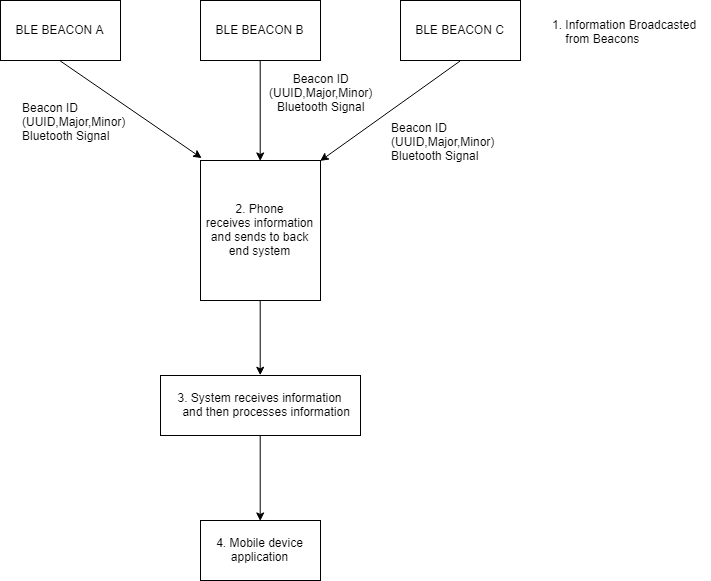 BLE BEACON A
BLE BEACON B
BLE BEACON C
1. Information Broadcasted
from Beacons
Beacon ID
(UUID,Major,Minor)
Bluetooth Signal
Beacon ID
(UUID,Major,Minor)
Bluetooth Signal
Beacon ID
(UUID,Major,Minor)
Bluetooth Signal
2. Phone
receives information
and sends to back
end system
3. System receives information
and then processes information
4. Mobile device
application